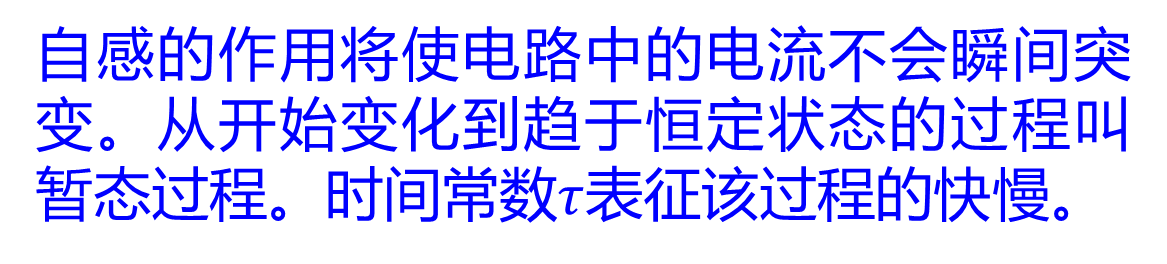 自感的作用将使电路中的电流不会瞬间突
变。从开始变化到趋于恒定状态的过程叫
暂态过程。时间常数τ表征该过程的快慢。